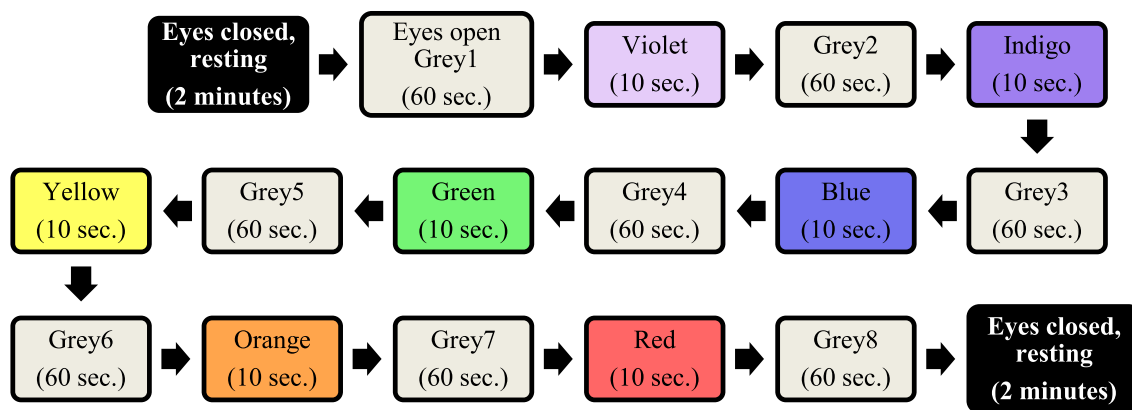 Eyes closed,
resting
(2 minutes)
Eyes open
Grey1
(60 sec.)
Violet
(10 sec.)
Grey2
(60 sec.)
Indigo
(10 sec.)
Grey3
(60 sec.)
Blue
(10 sec.)
Grey4
(60 sec.)
Green
(10 sec.)
Grey5
(60 sec.)
Yellow
(10 sec.)
Grey6
(60 sec.)
Orange
(10 sec.)
Grey7
(60 sec.)
Red
(10 sec.)
Grey8
(60 sec.)
Eyes closed,
resting
(2 minutes)